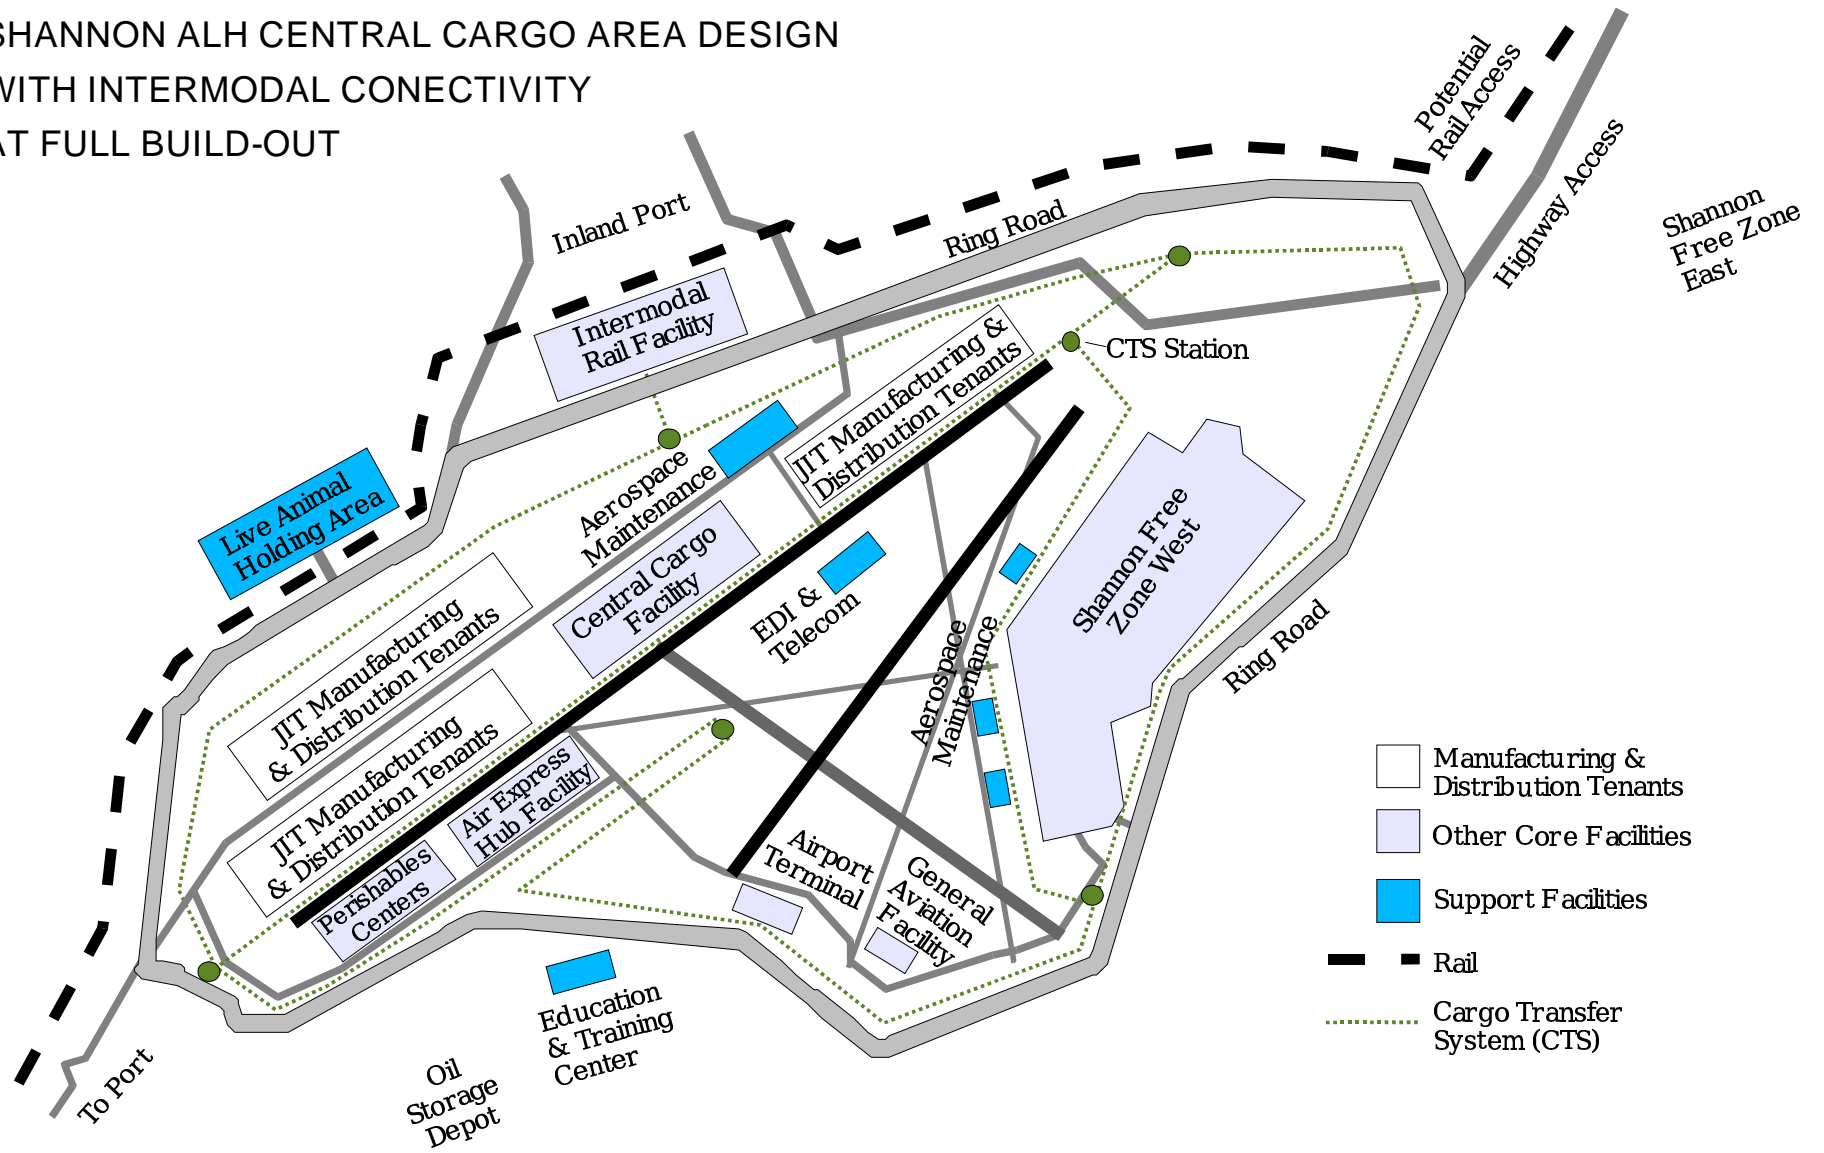 SHANNON ALH CENTRAL CARGO AREA DESIGN
WITH INTERMODAL CONECTIVITY
AT FULL BUILD-OUT
Potential
Rail Access
Highway Access
Shannon
Free Zone
East
Inland Port
Ring Road
Intermodal
Rail Facility
CTS Station
JIT Manufacturing &
Distribution Tenants
Aerospace
Maintenance
Live Animal
Holding Area
Central Cargo
Facility
EDI &
Telecom
Shannon Free
Zone West
Ring Road
JIT Manufacturing
& Distribution Tenants
JIT Manufacturing
& Distribution Tenants
Aerospace
Maintenance
Air Express
Hub Facility
Perishables
Centers
Airport
Terminal
General
Aviation
Facility
Education
& Training
Center
Oil
Storage
Depot
To Port
Manufacturing &
Distribution Tenants
Other Core Facilities
Support Facilities
Rail
Cargo Transfer
System (CTS)